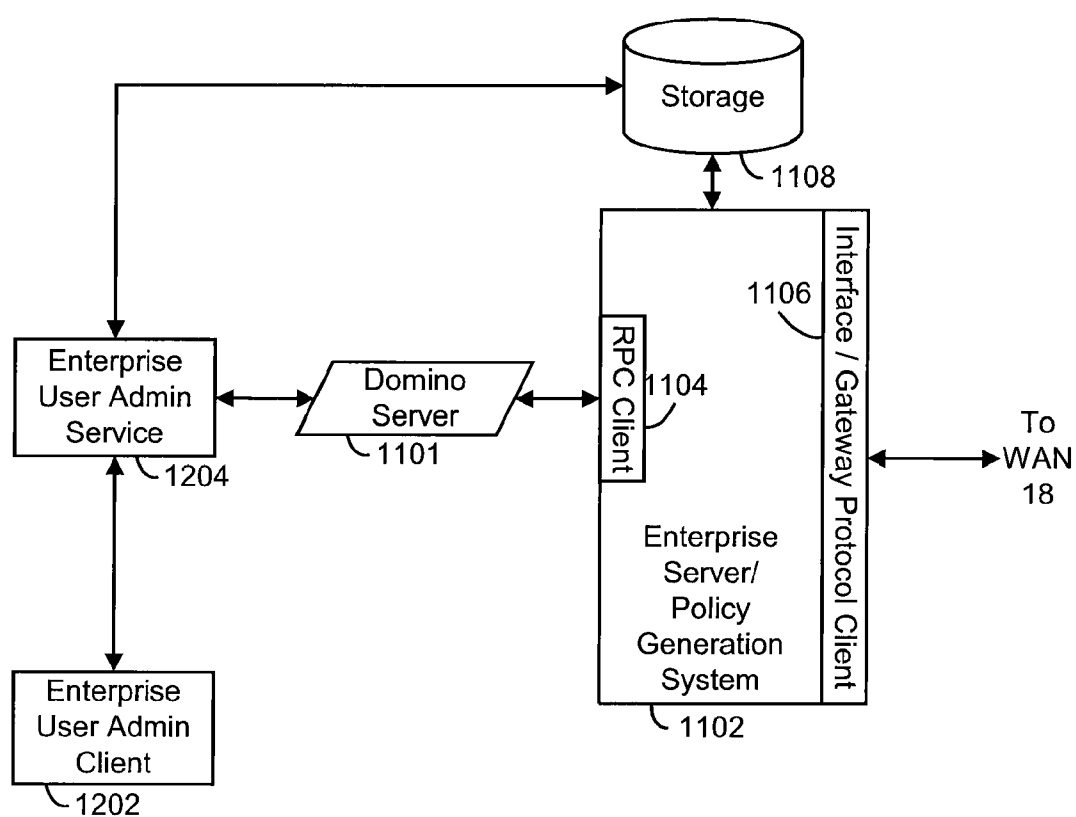 Storage
1108
Interface / Gateway Protocol Client
1106
RPC Client
1104
Enterprise
User Admin
Service
1204
Domino
Server
1101
To
WAN
18
Enterprise
Server/
Policy
Generation
System
1102
Enterprise
User Admin
Client
1202